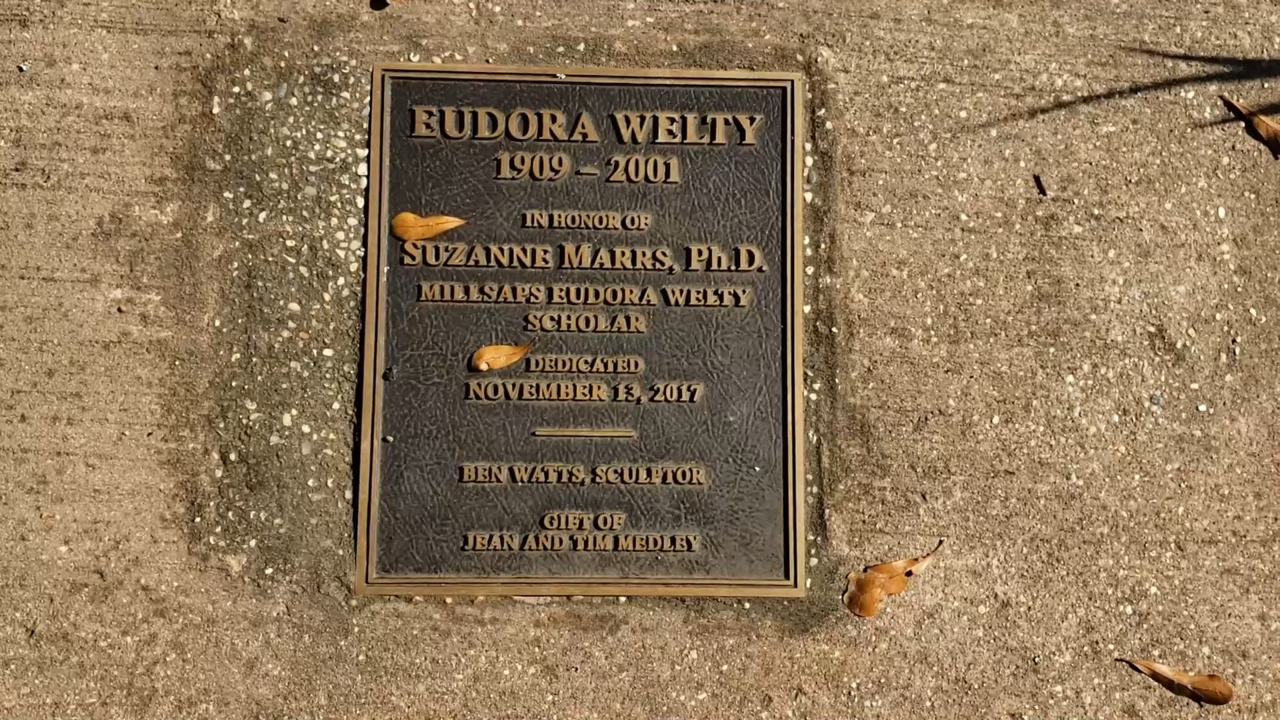 EUDORA WELTY
1909 – 2001
IN HONOR OF
SUZANNE MARRS, Ph.D.
MILLSAPS EUDORA WELTY
SCHOLAR
DEDICATED
NOVEMBER 13, 2017
BEN WATTS, SCULPTOR
GIFT OF
JEAN AND TIM MEDLEY